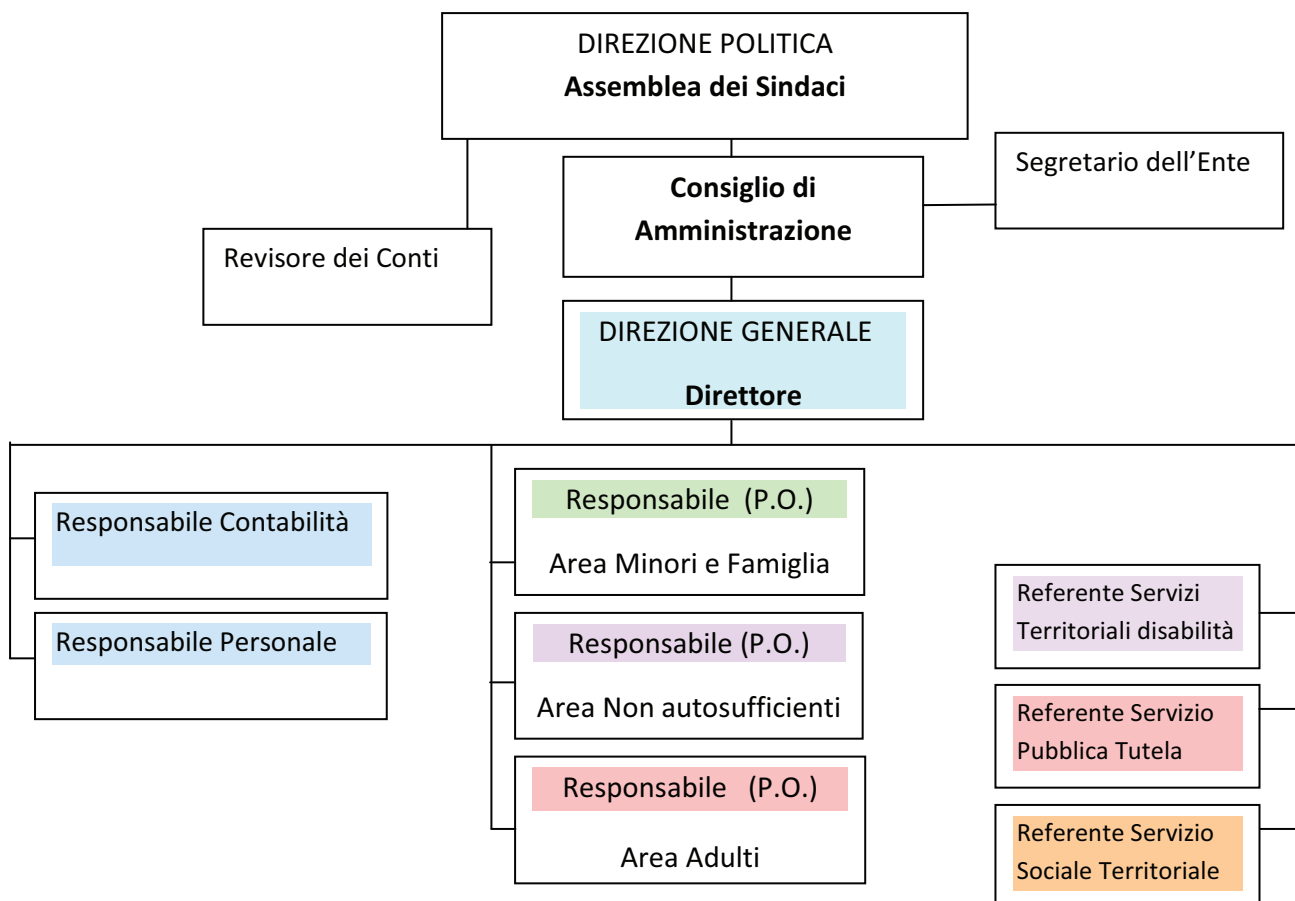 DIREZIONE POLITICA
Assemblea dei Sindaci
Segretario dell’Ente
Consiglio di
Amministrazione
Revisore dei Conti
DIREZIONE GENERALE
Direttore
Responsabile Contabilità
Responsabile Personale
Responsabile (P.O.)
Area Minori e Famiglia
Responsabile (P.O.)
Area Non autosufficienti
Responsabile (P.O.)
Area Adulti
Referente Servizi
Territoriali disabilità
Referente Servizio
Pubblica Tutela
Referente Servizio
Sociale Territoriale